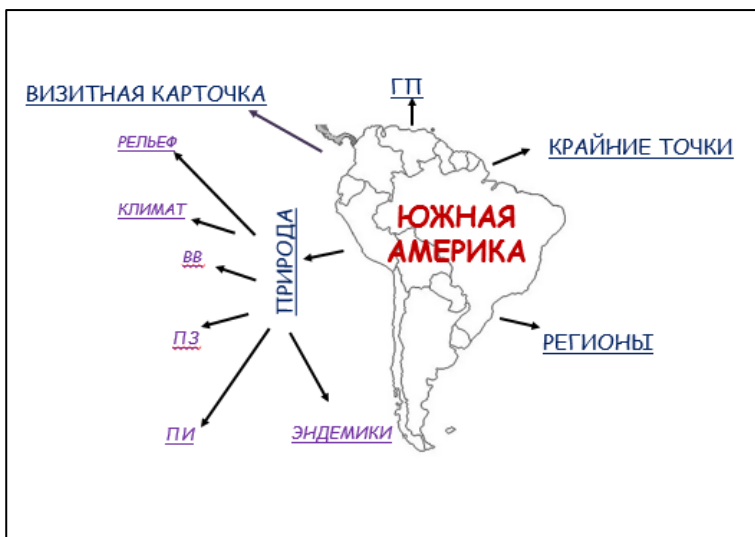 ВИЗИТНАЯ КАРТОЧКА
ГП
КРАЙНИЕ ТОЧКИ
РЕЛЬЕФ
КЛИМАТ
ВВ
ПЗ
ПИ
ПРИРОДА
ЭНДЕМИКИ
ЮЖНАЯ
АМЕРИКА
РЕГИОНЫ